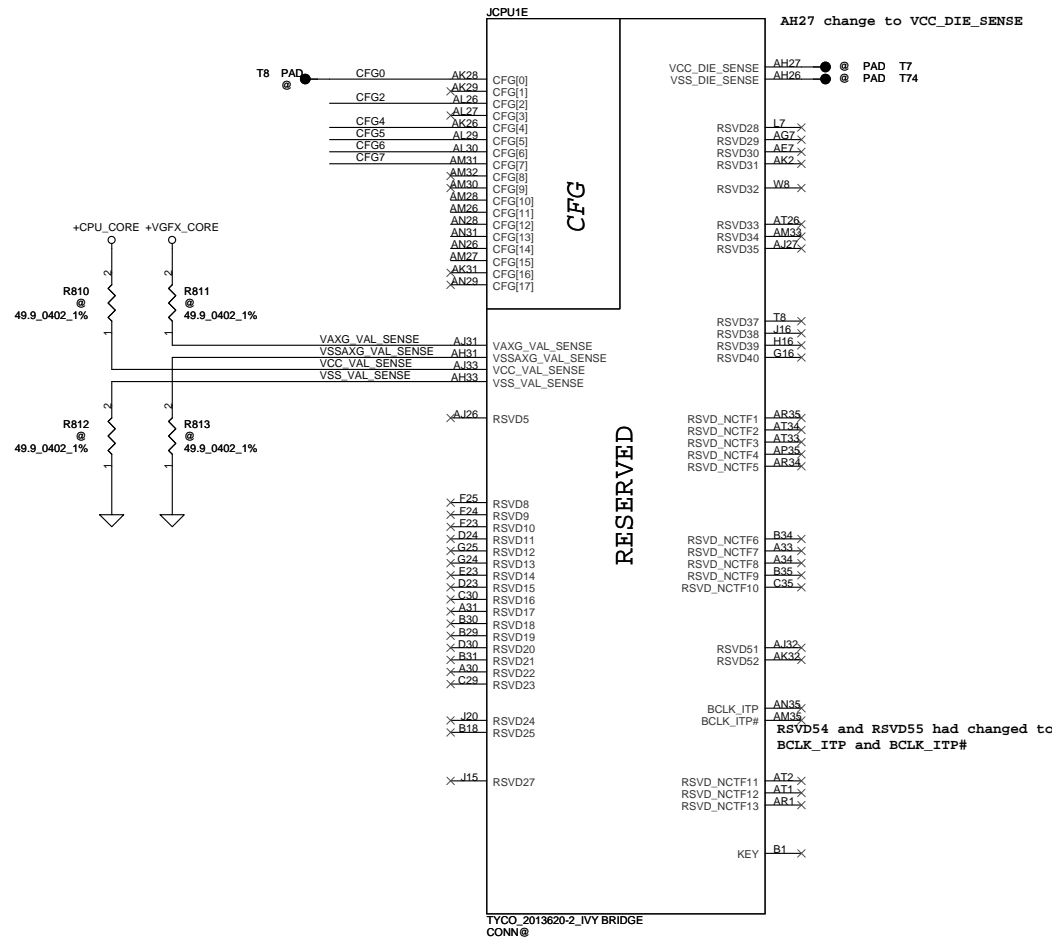 JCPU1E
AH27 change to VCC_DIE_SENSE
T8 PAD
@
CFG0 AK28 CFG[0]
AK29 CFG[1]
CFG2 AL26 CFG[2]
AL27 CFG[3]
CFG4 AK26 CFG[4]
CFG5 AL29 CFG[5]
CFG6 AL30 CFG[6]
CFG7 AM31 CFG[7]
AM32 CFG[8]
AM30 CFG[9]
AM28 CFG[10]
AM26 CFG[11]
AN28 CFG[12]
AN31 CFG[13]
AN26 CFG[14]
AM27 CFG[15]
AK31 CFG[16]
AN29 CFG[17]
CFG
VCC_DIE_SENSE AH27 @ PAD T7
VSS_DIE_SENSE AH26 @ PAD T74
RSVD28 L7
RSVD29 AG7
RSVD30 AE7
RSVD31 AK2
RSVD32 W8
RSVD33 AT26
RSVD34 AM33
RSVD35 AJ27
RSVD37 T8
RSVD38 J16
RSVD39 H16
RSVD40 G16
+CPU_CORE +VGFX_CORE
2
2
R810
@
49.9_0402_1%
R811
@
49.9_0402_1%
1
1
VAXG_VAL_SENSE AJ31 VAXG_VAL_SENSE
VSSAXG_VAL_SENSE AH31 VSSAXG_VAL_SENSE
VCC_VAL_SENSE AJ33 VCC_VAL_SENSE
VSS_VAL_SENSE AH33 VSS_VAL_SENSE
2
2
R812
@
49.9_0402_1%
R813
@
49.9_0402_1%
1
1
AJ26 RSVD5
RESERVED
RSVD_NCTF1 AR35
RSVD_NCTF2 AT34
RSVD_NCTF3 AT33
RSVD_NCTF4 AP35
RSVD_NCTF5 AR34
F25 RSVD8
F24 RSVD9
F23 RSVD10
D24 RSVD11
G25 RSVD12
G24 RSVD13
E23 RSVD14
D23 RSVD15
C30 RSVD16
A31 RSVD17
B30 RSVD18
B29 RSVD19
D30 RSVD20
B31 RSVD21
A30 RSVD22
C29 RSVD23
J20 RSVD24
B18 RSVD25
J15 RSVD27
RSVD_NCTF6 B34
RSVD_NCTF7 A33
RSVD_NCTF8 A34
RSVD_NCTF9 B35
RSVD_NCTF10 C35
RSVD51 AJ32
RSVD52 AK32
BCLK_ITP AN35
BCLK_ITP# AM35
RSVD54 and RSVD55 had changed to
BCLK_ITP and BCLK_ITP#
RSVD_NCTF11 AT2
RSVD_NCTF12 AT1
RSVD_NCTF13 AR1
KEY B1
TYCO_2013620-2_IVY BRIDGE
CONN@